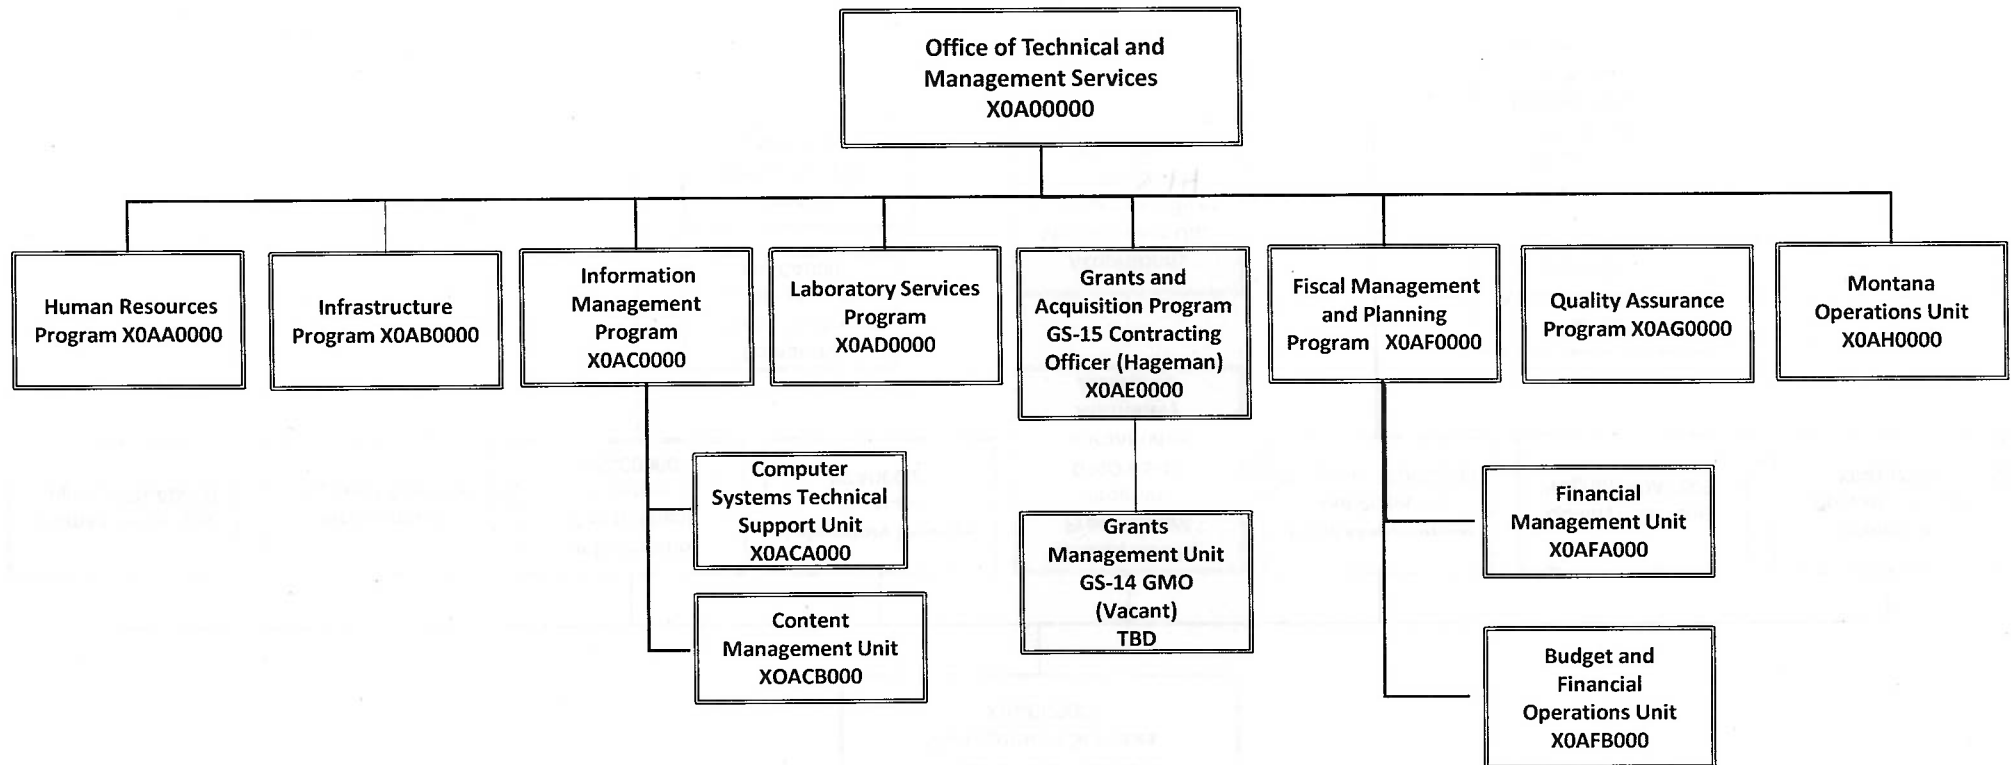 Office of Technical and
Management Services
X0A00000
Human Resources
Program X0AA0000
Infrastructure
Program X0AB0000
Information
Management
Program
X0AC0000
Laboratory Services
Program
X0AD0000
Grants and
Acquisition Program
GS-15 Contracting
Officer (Hageman)
X0AE0000
Fiscal Management
and Planning
Program X0AF0000
Quality Assurance
Program X0AG0000
Montana
Operations Unit
X0AH0000
Computer
Systems Technical
Support Unit
X0ACA000
Content
Management Unit
XOACB000
Grants
Management Unit
GS-14 GMO
(Vacant)
TBD
Financial
Management Unit
X0AFA000
Budget and
Financial
Operations Unit
X0AFB000